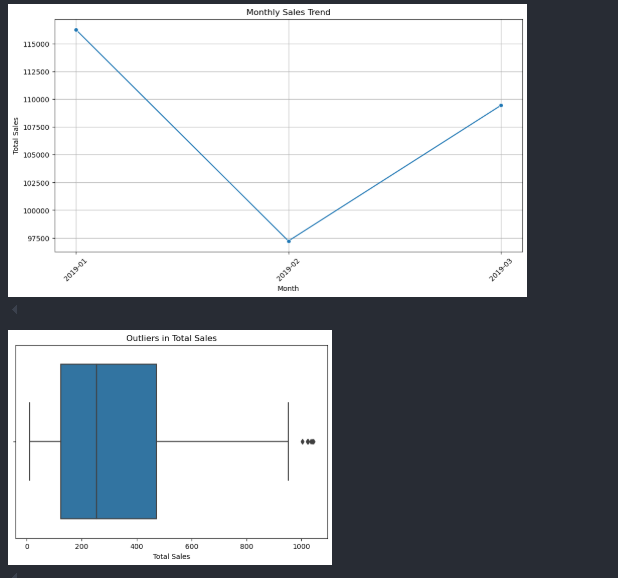 Monthly Sales Trend
115000
112500
110000
107500
105000
102500
100000
97500
Total Sales
2019-01
2019-02
2019-03
Month
Outliers in Total Sales
0 200 400 600 800 1000
Total Sales